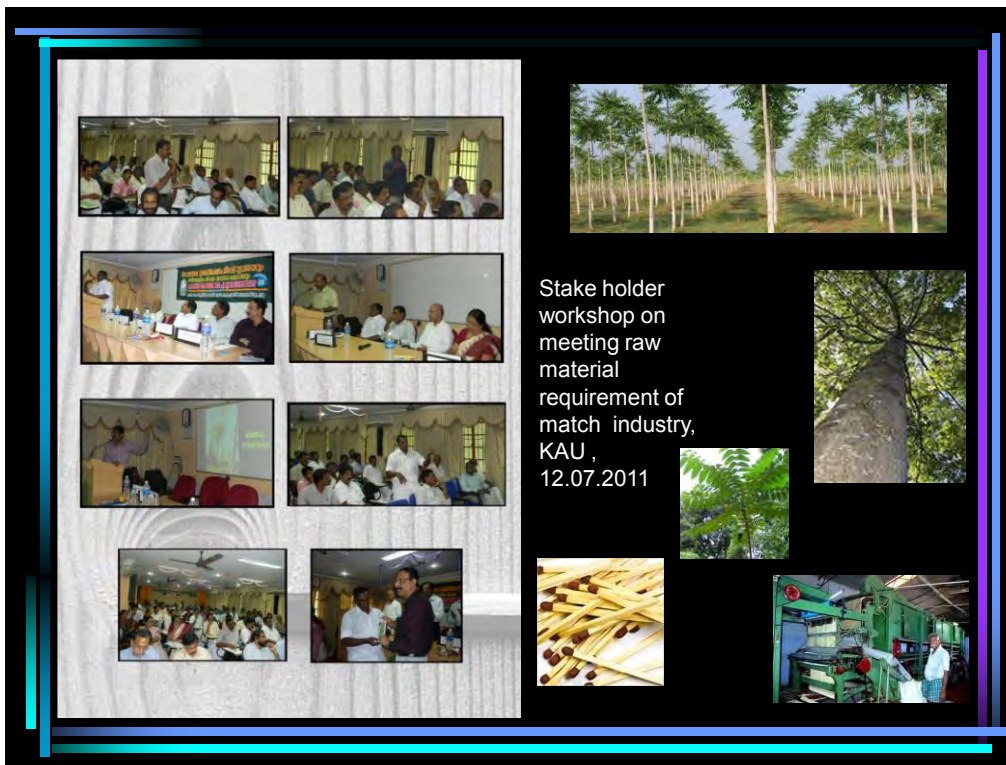 Stake holder
workshop on
meeting raw
material
requirement of
match industry,
KAU ,
12.07.2011